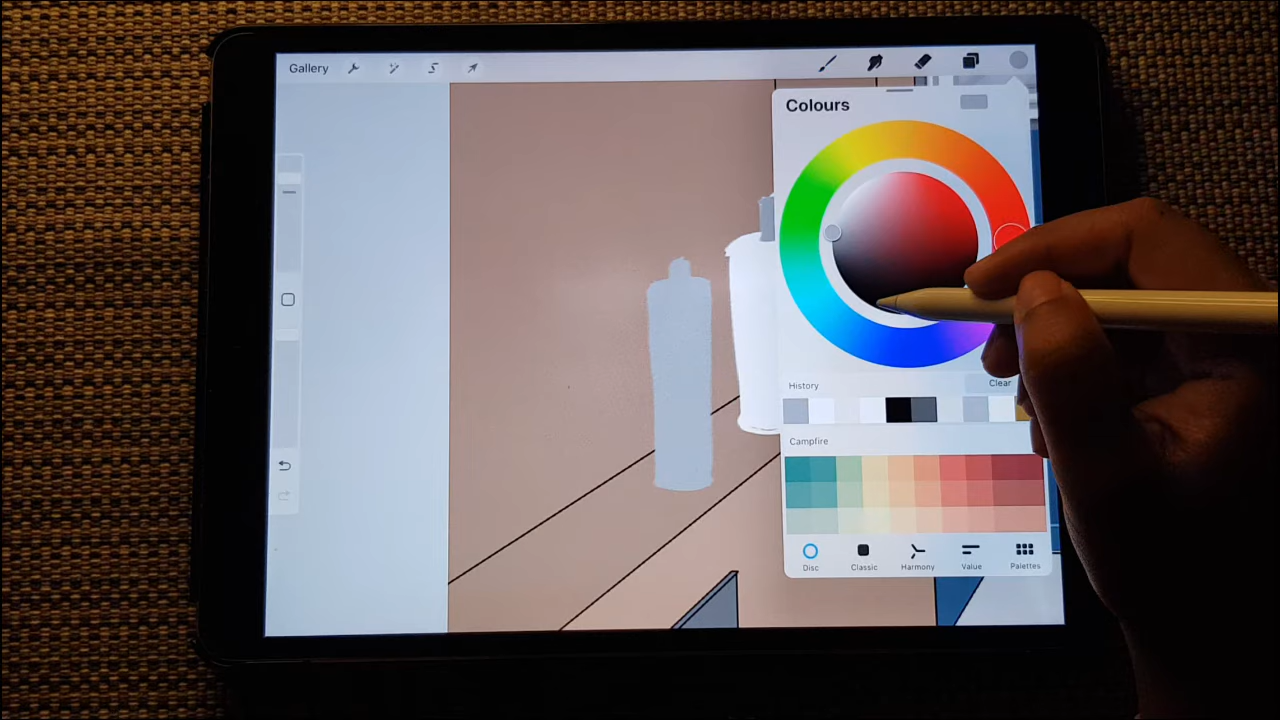 Gallery
Colours
History
Clear
Campfire
Disc
Classic
Harmony
Value
Palettes